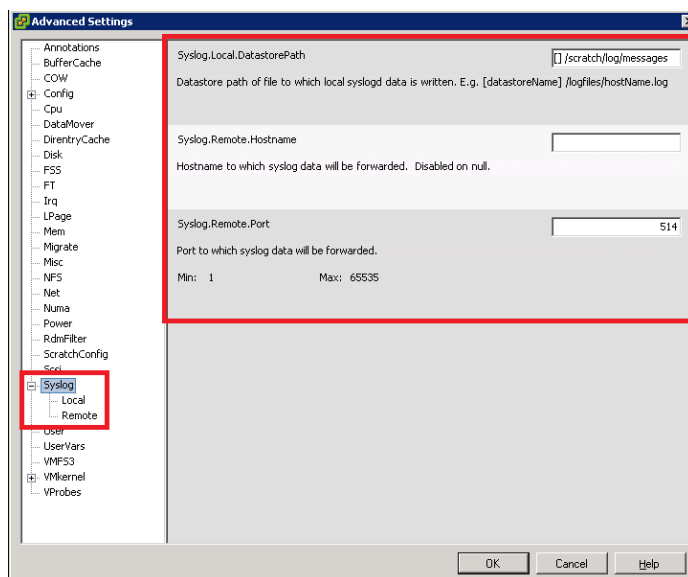 Advanced Settings
Annotations
BufferCache
COW
Config
Cpu
DataMover
DirentryCache
Disk
FSS
FT
Irq
LPage
Mem
Migrate
Misc
NFS
Net
Numa
Power
RdmFilter
ScratchConfig
Scsi
Syslog
Local
Remote
User
UserVars
VMFS3
VMkernel
VProbes
Syslog.Local.DatastorePath
[] /scratch/log/messages
Datastore path of file to which local syslogd data is written. E.g. [datastoreName] /logfiles/hostName.log
Syslog.Remote.Hostname
Hostname to which syslog data will be forwarded. Disabled on null.
Syslog.Remote.Port
514
Port to which syslog data will be forwarded.
Min: 1 Max: 65535
OK Cancel Help